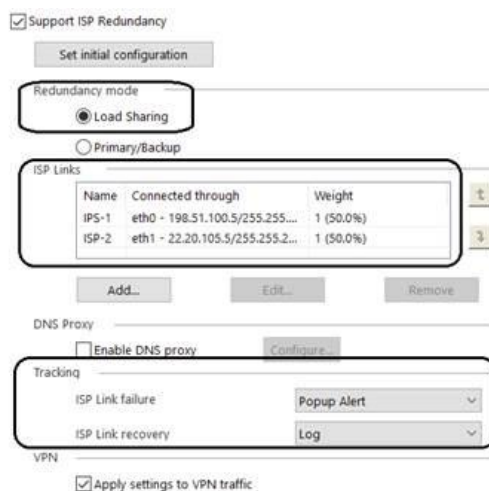 Support ISP Redundancy
Set initial configuration
Redundancy mode
Load Sharing
Primary/Backup
ISP Links
Name Connected through Weight
IPS-1 eth0 - 198.51.100.5/255.255.... 1 (50.0%)
ISP-2 eth1 - 22.20.105.5/255.255.2... 1 (50.0%)
Add... Edit... Remove
DNS Proxy
Enable DNS proxy Configure...
Tracking
ISP Link failure Popup Alert
ISP Link recovery Log
VPN
Apply settings to VPN traffic